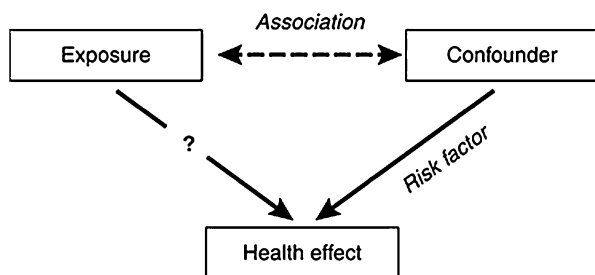 Association
Exposure
Confounder
?
Risk factor
Health effect